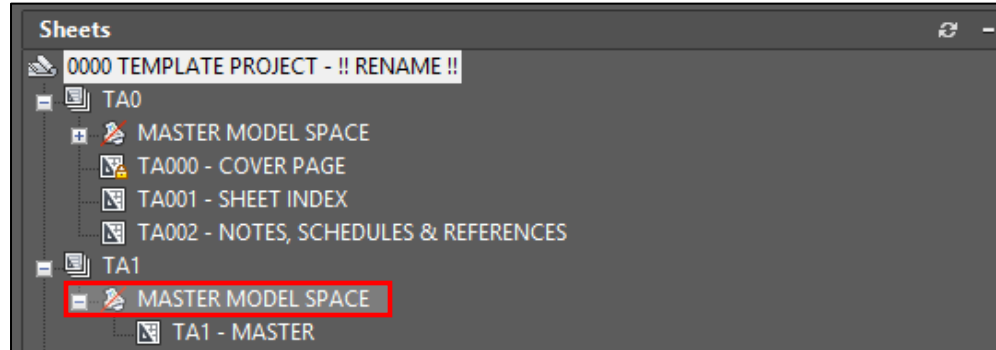 Sheets
0000 TEMPLATE PROJECT - !! RENAME !!
TA0
MASTER MODEL SPACE
TA000 - COVER PAGE
TA001 - SHEET INDEX
TA002 - NOTES, SCHEDULES & REFERENCES
TA1
MASTER MODEL SPACE
TA1 - MASTER